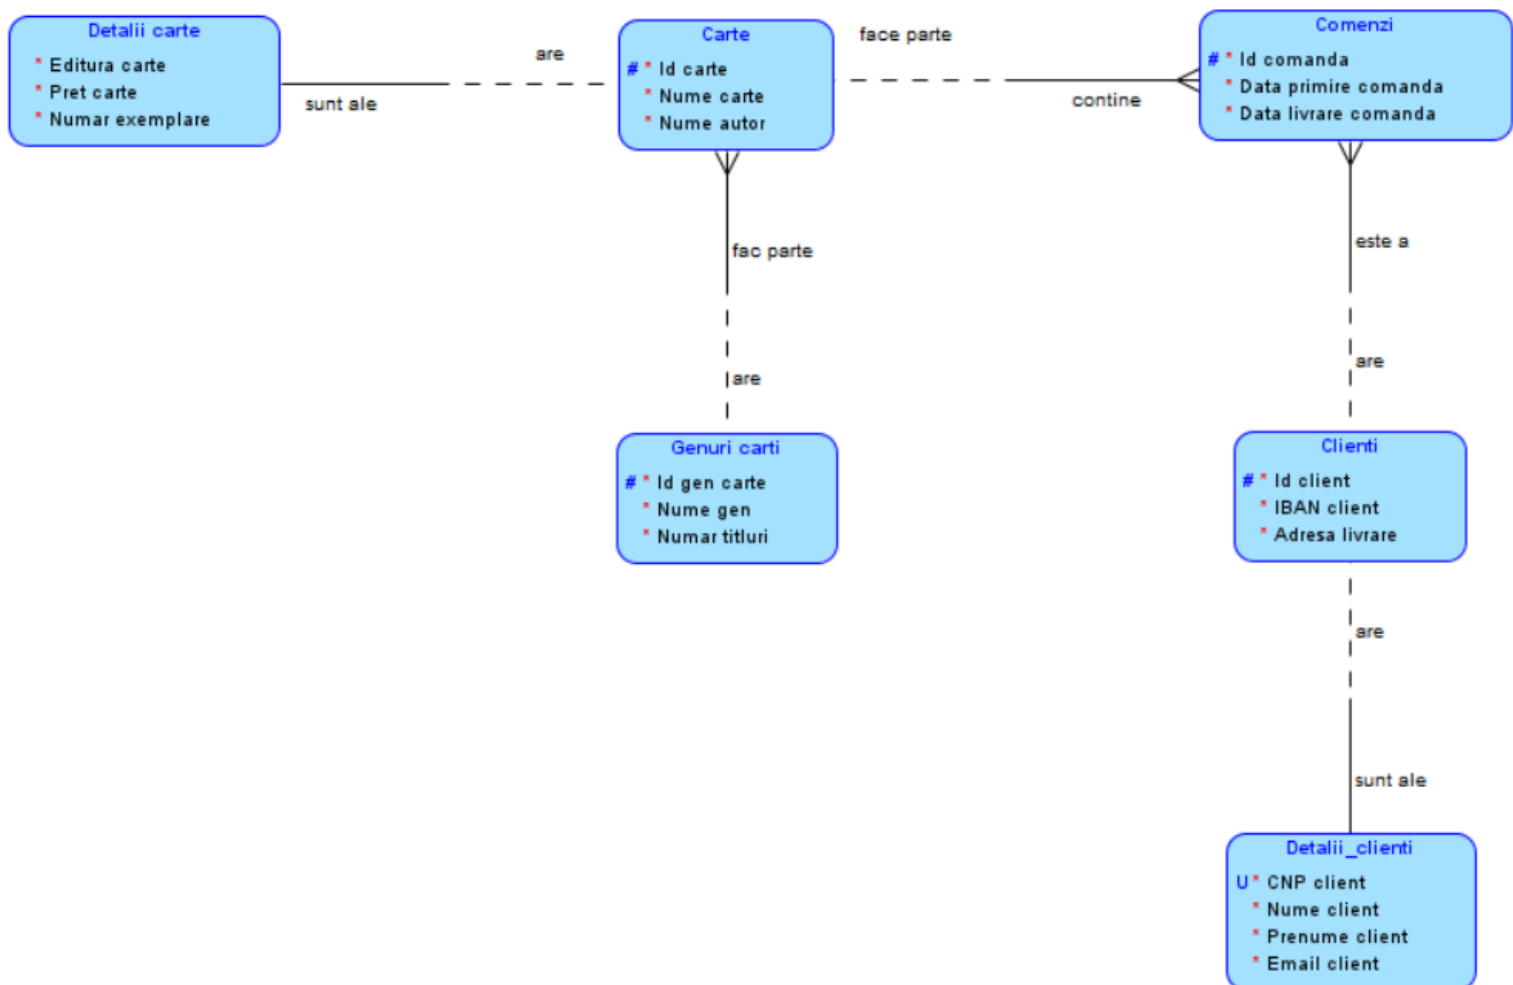 Detalii carte
* Editura carte
* Pret carte
* Numar exemplare
sunt ale
are
Carte
# * Id carte
* Nume carte
* Nume autor
face parte
contine
Comenzi
# * Id comanda
* Data primire comanda
* Data livrare comanda
fac parte
are
este a
are
Genuri carti
# * Id gen carte
* Nume gen
* Numar titluri
Clienti
# * Id client
* IBAN client
* Adresa livrare
are
sunt ale
Detalii_clienti
U * CNP client
* Nume client
* Prenume client
* Email client